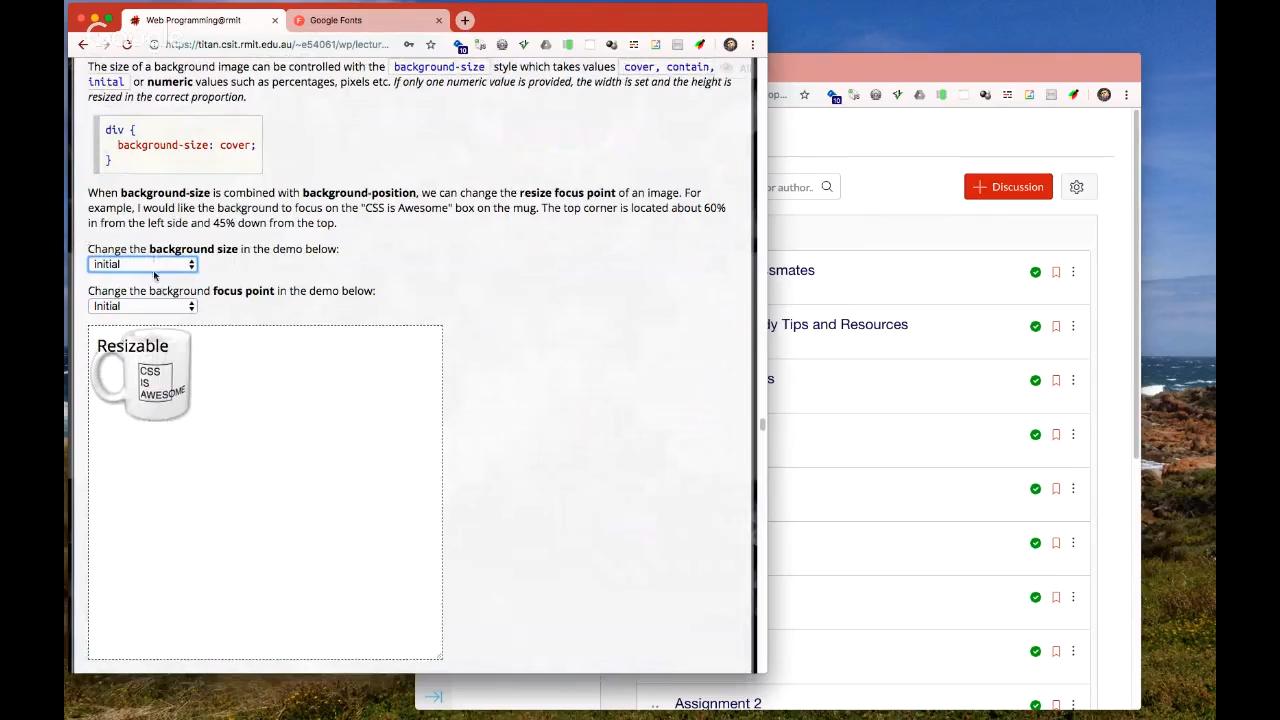 Web Programming@rmit
Google Fonts
https://titan.csit.rmit.edu.au/~e54061/wp/lectur...
10
The size of a background image can be controlled with the background-size style which takes values cover, contain,
inital or numeric values such as percentages, pixels etc. If only one numeric value is provided, the width is set and the height is
resized in the correct proportion.
div {
background-size: cover;
}
When background-size is combined with background-position, we can change the resize focus point of an image. For
example, I would like the background to focus on the "CSS is Awesome" box on the mug. The top corner is located about 60%
in from the left side and 45% down from the top.
Change the background size in the demo below:
initial
Change the background focus point in the demo below:
Initial
Resizable
CSS
IS
AWESOME
op...
10
or author.
Discussion
smates
dy Tips and Resources
s
Assignment 2